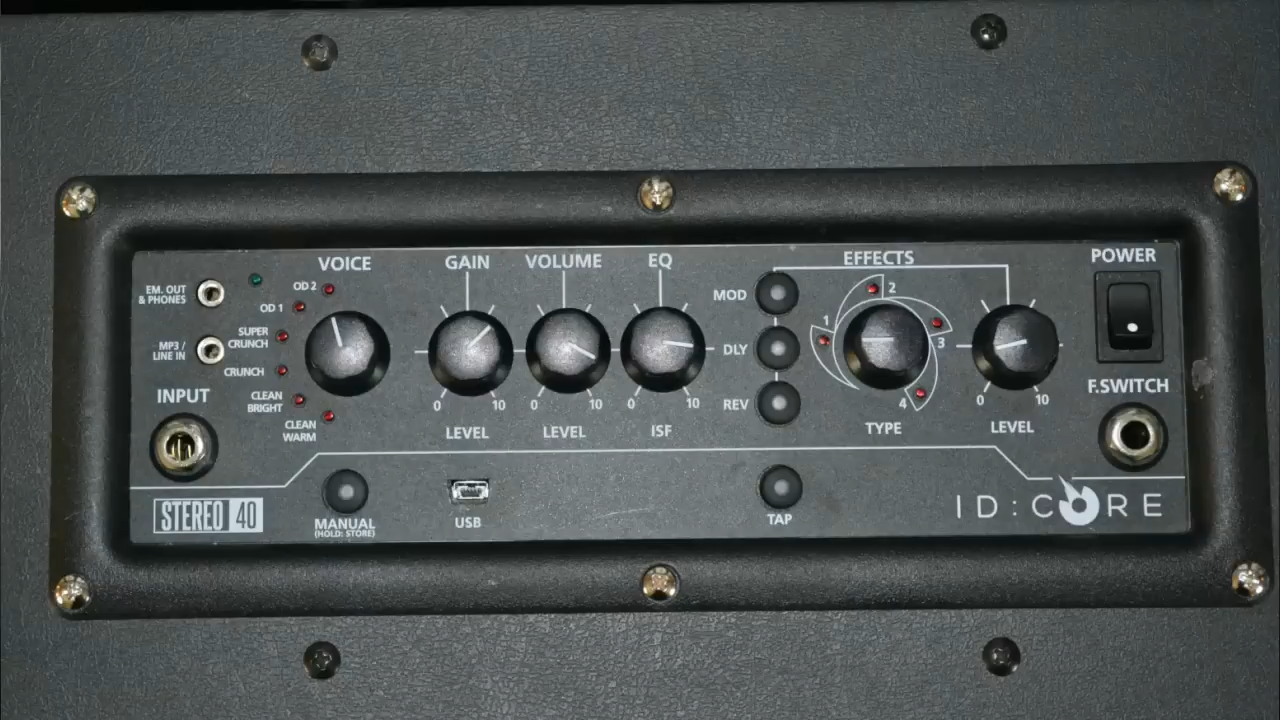 VOICE
GAIN
VOLUME
EQ
EFFECTS
POWER
EM. OUT
& PHONES
OD 2
OD 1
MP3 /
LINE IN
SUPER
CRUNCH
CRUNCH
INPUT
CLEAN
BRIGHT
CLEAN
WARM
0
10
LEVEL
0
10
LEVEL
0
10
ISF
MOD
DLY
REV
1
2
3
4
TYPE
0
10
LEVEL
F.SWITCH
STEREO 40
MANUAL
(HOLD: STORE)
USB
TAP
ID:CORE